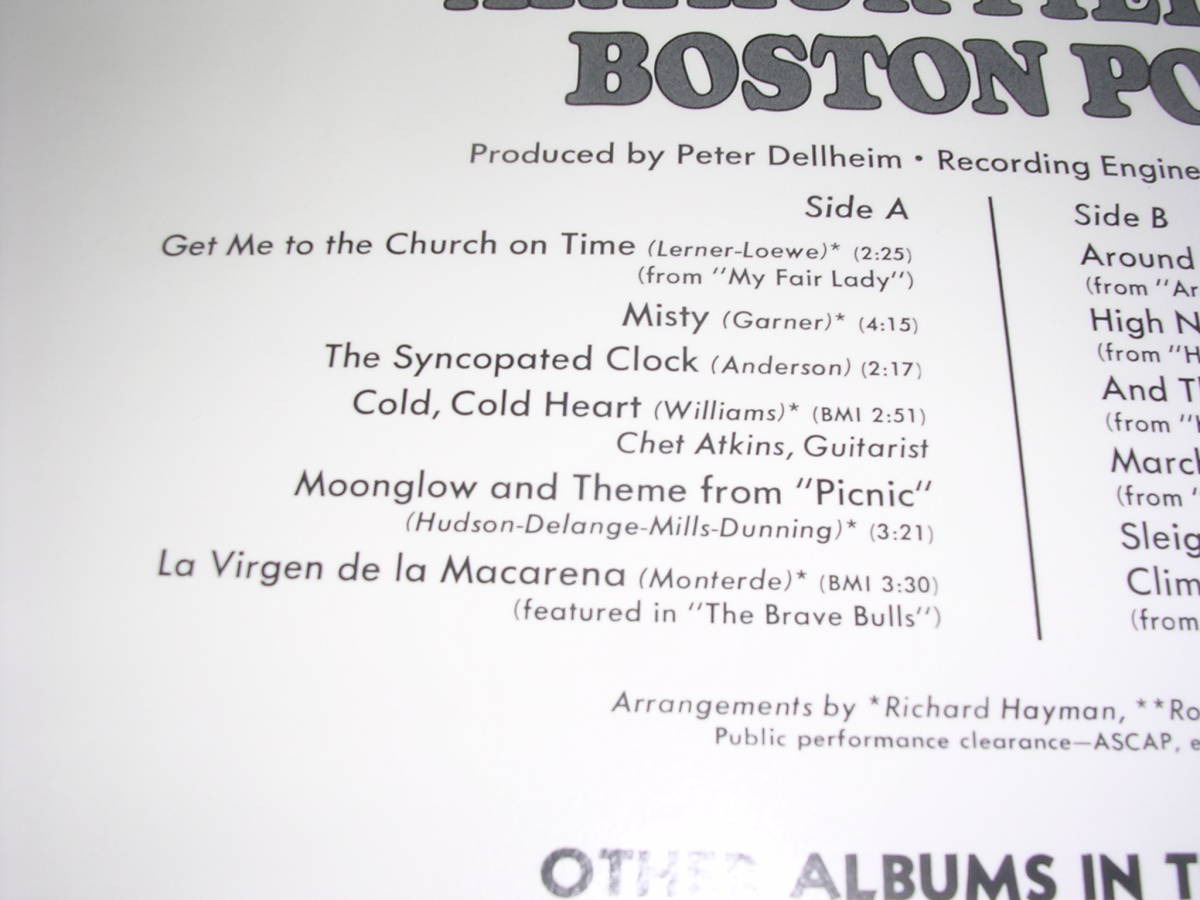 BOSTON PO
Produced by Peter Dellheim • Recording Engine
Side A
Get Me to the Church on Time (Lerner-Loewe)* (2:25)
(from "My Fair Lady")
Misty (Garner)* (4:15)
The Syncopated Clock (Anderson) (2:17)
Cold, Cold Heart (Williams)* (BMI 2:51)
Chet Atkins, Guitarist
Moonglow and Theme from "Picnic"
(Hudson-Delange-Mills-Dunning)* (3:21)
La Virgen de la Macarena (Monterde)* (BMI 3:30)
(featured in "The Brave Bulls")
Side B
Around
(from "Ar
High N
(from "H
And Th
(from "
March
(from "
Sleig
Clim
(from
Arrangements by *Richard Hayman, **Ro
Public performance clearance—ASCAP, e
OTHER ALBUMS IN T